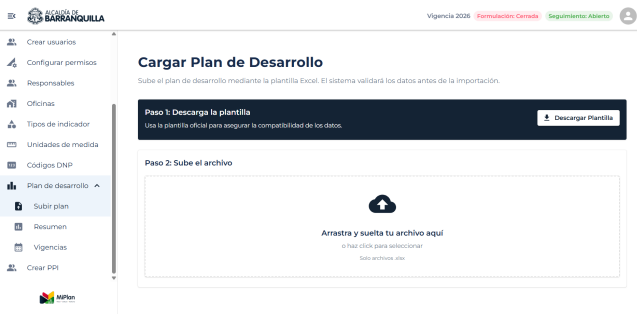 ALCALDÍA DE
BARRANQUILLA
Vigencia 2026
Formulación: Cerrada
Seguimiento: Abierto
Crear usuarios
Configurar permisos
Responsables
Oficinas
Tipos de indicador
Unidades de medida
Códigos DNP
Plan de desarrollo
Subir plan
Resumen
Vigencias
Crear PPI
MiPlan
Cargar Plan de Desarrollo
Sube el plan de desarrollo mediante la plantilla Excel. El sistema validará los datos antes de la importación.
Paso 1: Descarga la plantilla
Usa la plantilla oficial para asegurar la compatibilidad de los datos.
Descargar Plantilla
Paso 2: Sube el archivo
Arrastra y suelta tu archivo aquí
o haz click para seleccionar
Solo archivos .xlsx